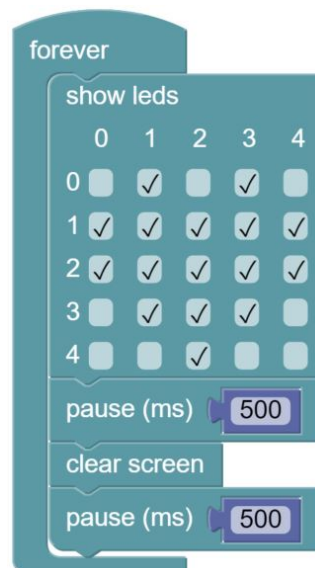 forever
show leds
0 1 2 3 4
0
1
2
3
4
pause (ms) 500
clear screen
pause (ms) 500